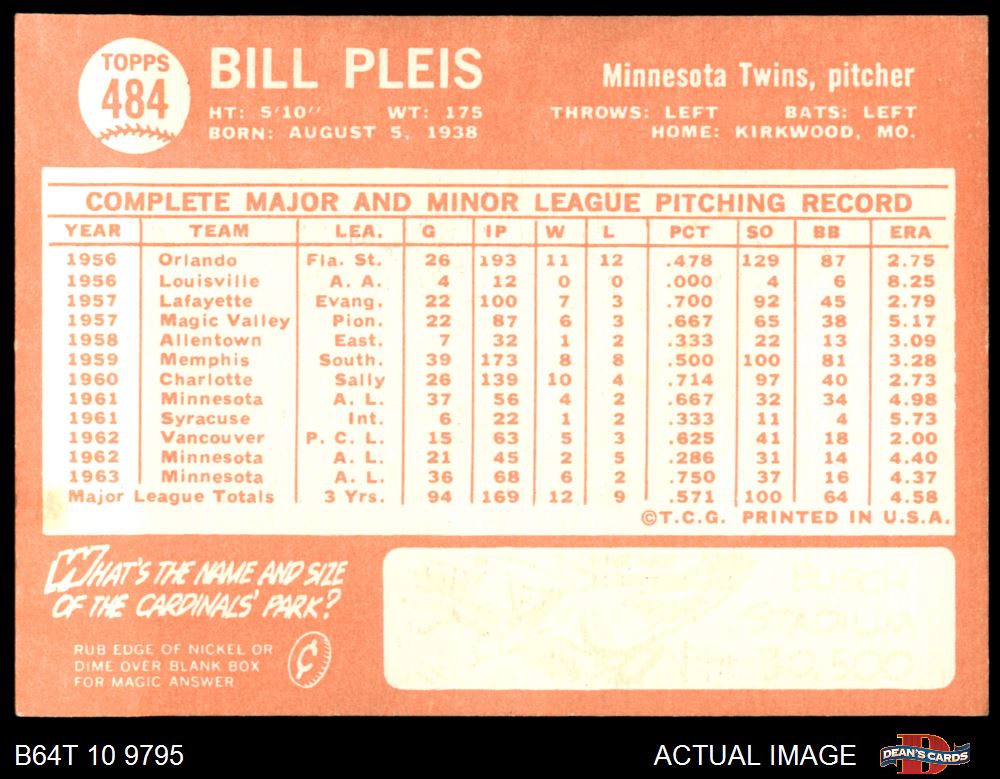 TOPPS
484
BILL PLEIS
Minnesota Twins, pitcher
HT: 5'10'' WT: 175
THROWS: LEFT BATS: LEFT
BORN: AUGUST 5, 1938
HOME: KIRKWOOD, MO.
COMPLETE MAJOR AND MINOR LEAGUE PITCHING RECORD
YEAR TEAM LEA. G IP W L PCT SO BB ERA
1956 Orlando Fla. St. 26 193 11 12 .478 129 87 2.75
1956 Louisville A. A. 4 12 0 0 .000 4 6 8.25
1957 Lafayette Evang. 22 100 7 3 .700 92 45 2.79
1957 Magic Valley Pion. 22 87 6 3 .667 65 38 5.17
1958 Allentown East. 7 32 1 2 .333 22 13 3.09
1959 Memphis South. 39 173 8 8 .500 100 81 3.28
1960 Charlotte Sally 26 139 10 4 .714 97 40 2.73
1961 Minnesota A. L. 37 56 4 2 .667 32 34 4.98
1961 Syracuse Int. 6 22 1 2 .333 11 4 5.73
1962 Vancouver P. C. L. 15 63 5 3 .625 41 18 2.00
1962 Minnesota A. L. 21 45 2 5 .286 31 14 4.40
1963 Minnesota A. L. 36 68 6 2 .750 37 16 4.37
Major League Totals 3 Yrs. 94 169 12 9 .571 100 64 4.58
©T.C.G. PRINTED IN U.S.A.
WHAT'S THE NAME AND SIZE
OF THE CARDINALS' PARK?
RUB EDGE OF NICKEL OR
DIME OVER BLANK BOX
FOR MAGIC ANSWER
¢
BUSCH
STADIUM
30,500
B64T 10 9795
ACTUAL IMAGE
DEAN'S CARDS